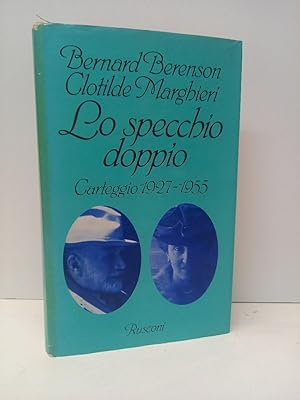 Bernard Berenson
Clotilde Marghieri
Lo specchio
doppio
Carteggio 1927-1955
Rusconi